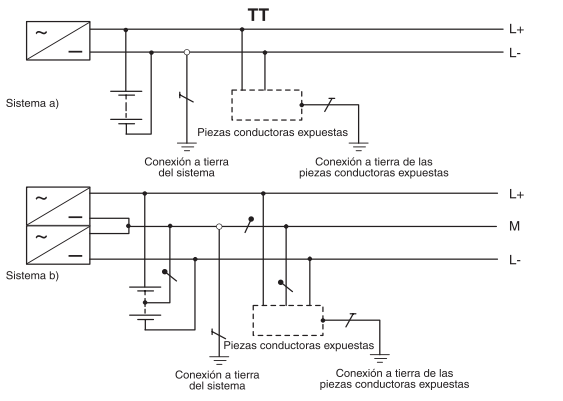 TT
L+
L-
Sistema a)
Piezas conductoras expuestas
Conexión a tierra
del sistema
Conexión a tierra de las
piezas conductoras expuestas
L+
M
L-
Sistema b)
Piezas conductoras expuestas
Conexión a tierra
del sistema
Conexión a tierra de las
piezas conductoras expuestas